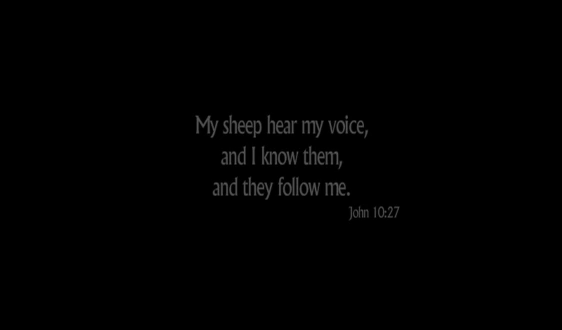 My sheep hear my voice,
and I know them,
and they follow me.
John 10:27